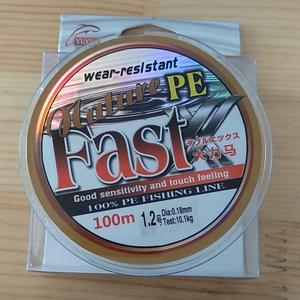 wear-resistant
Nature PE
Fast
ダブルエックス
大力马
Good sensitivity and touch feeling
100% PE FISHING LINE
100m
1.2号
Dia:0.18mm
Test:10.1kg